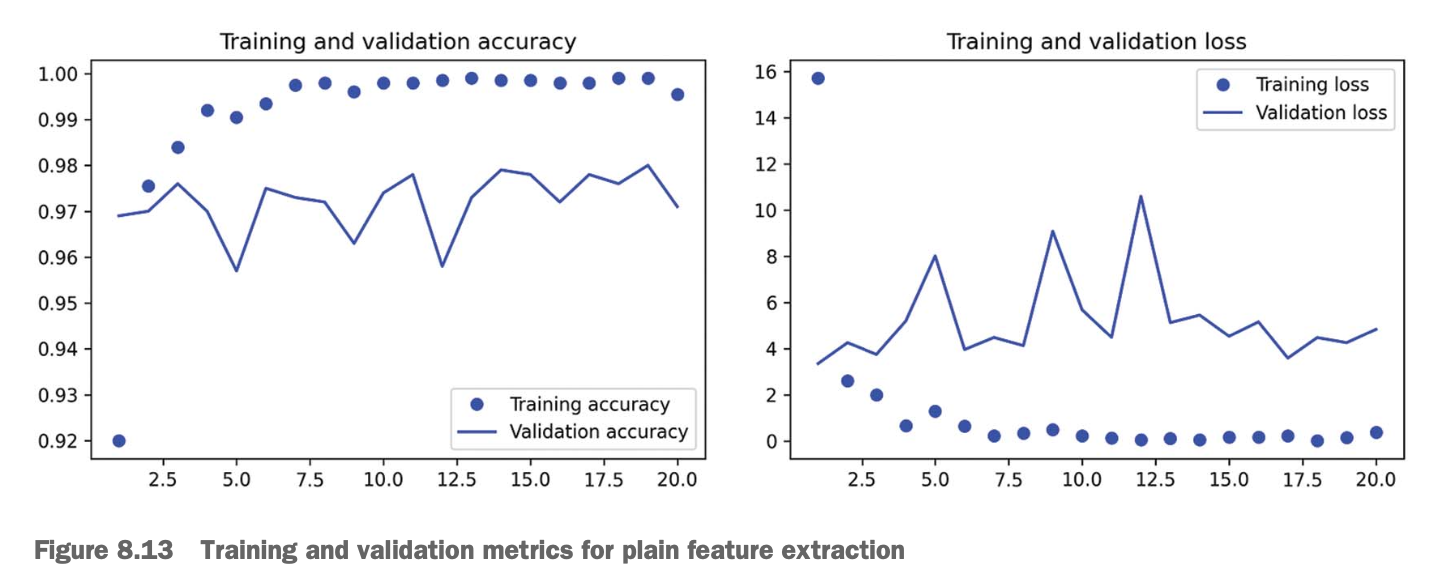 Training and validation accuracy
1.00
0.99
0.98
0.97
0.96
0.95
0.94
0.93
0.92
Training accuracy
Validation accuracy
2.5 5.0 7.5 10.0 12.5 15.0 17.5 20.0
Training and validation loss
16
14
12
10
8
6
4
2
0
Training loss
Validation loss
2.5 5.0 7.5 10.0 12.5 15.0 17.5 20.0
Figure 8.13 Training and validation metrics for plain feature extraction